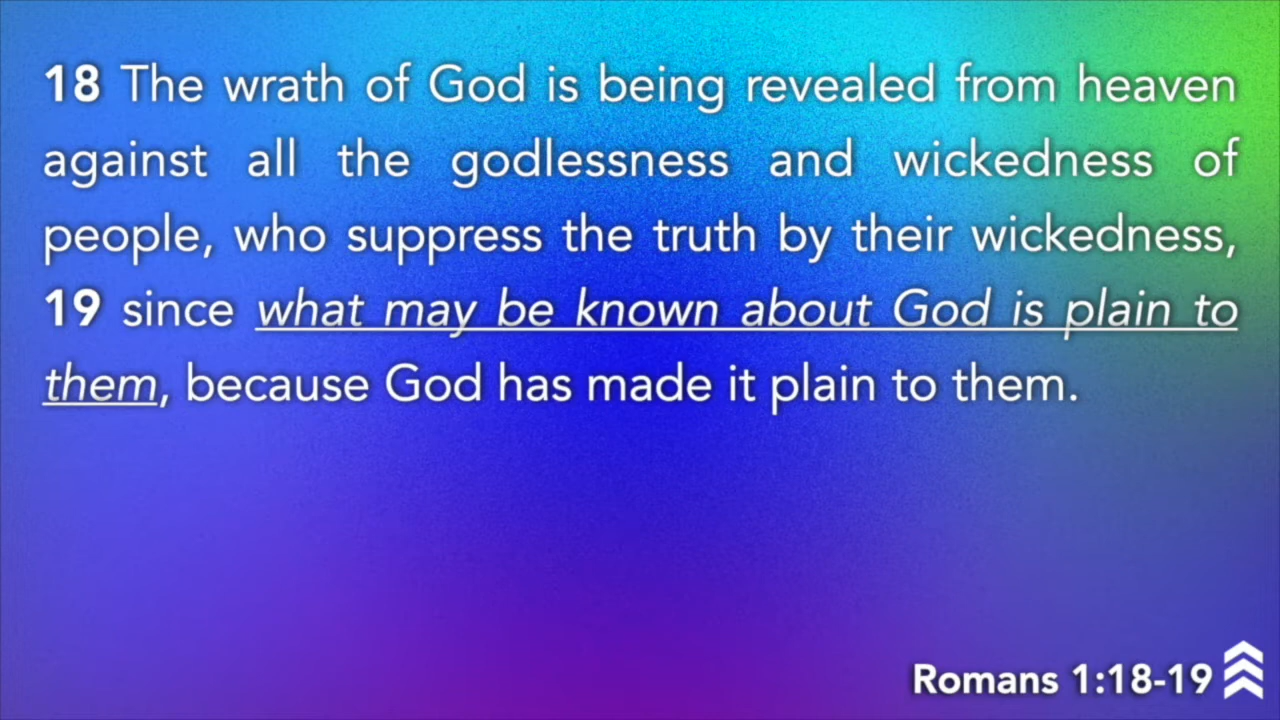 18 The wrath of God is being revealed from heaven
against all the godlessness and wickedness of
people, who suppress the truth by their wickedness,
19 since what may be known about God is plain to
them, because God has made it plain to them.
Romans 1:18-19